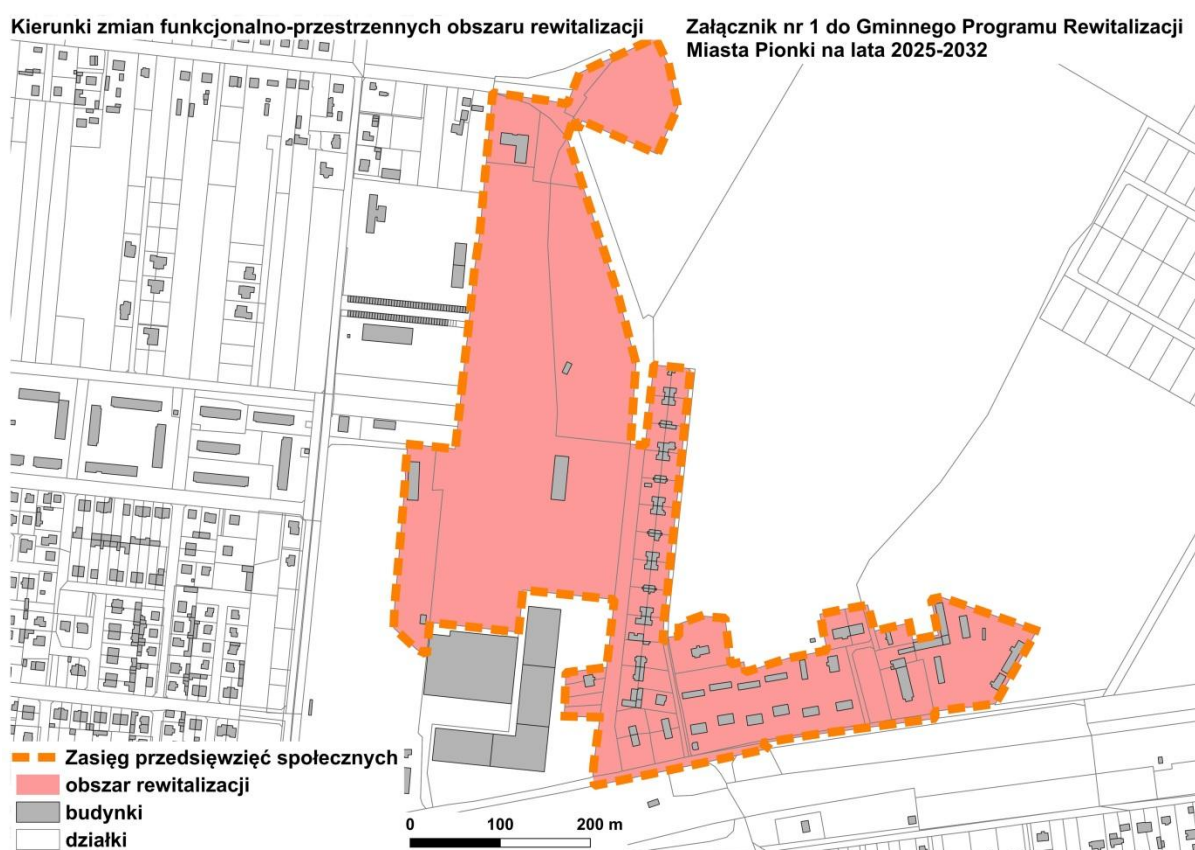 Kierunki zmian funkcjonalno-przestrzennych obszaru rewitalizacji
Załącznik nr 1 do Gminnego Programu Rewitalizacji
Miasta Pionki na lata 2025-2032
Zasięg przedsięwzięć społecznych
obszar rewitalizacji
budynki
działki
0 100 200 m